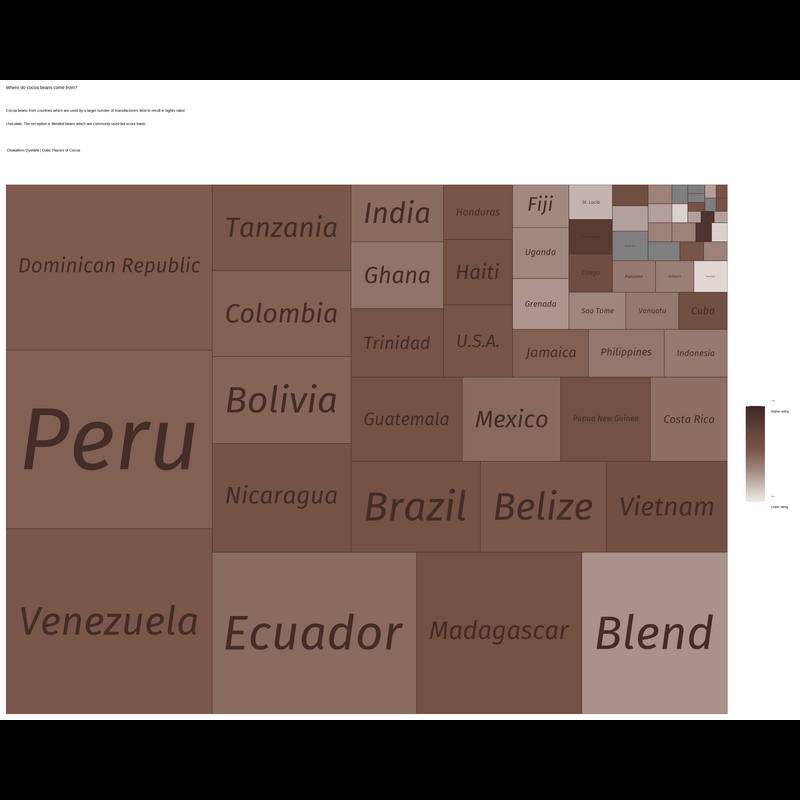 Where do cocoa beans come from?
Cocoa beans from countries which are used by a larger number of manufacturers tend to result in higher rated
chocolate. The exception is blended beans which are commonly used but score lower.
Data: Flavors of Cocoa
Dominican Republic
Peru
Venezuela
Tanzania
Colombia
Bolivia
Nicaragua
Ecuador
Madagascar
Blend
India
Ghana
Trinidad
Honduras
Haiti
U.S.A.
Guatemala
Mexico
Papua New Guinea
Costa Rica
Brazil
Belize
Vietnam
Fiji
Uganda
Grenada
Jamaica
Philippines
Indonesia
St. Lucia
Congo
Sao Tome
Vanuatu
Cuba
Panama
Malaysia
Higher rating
Lower rating